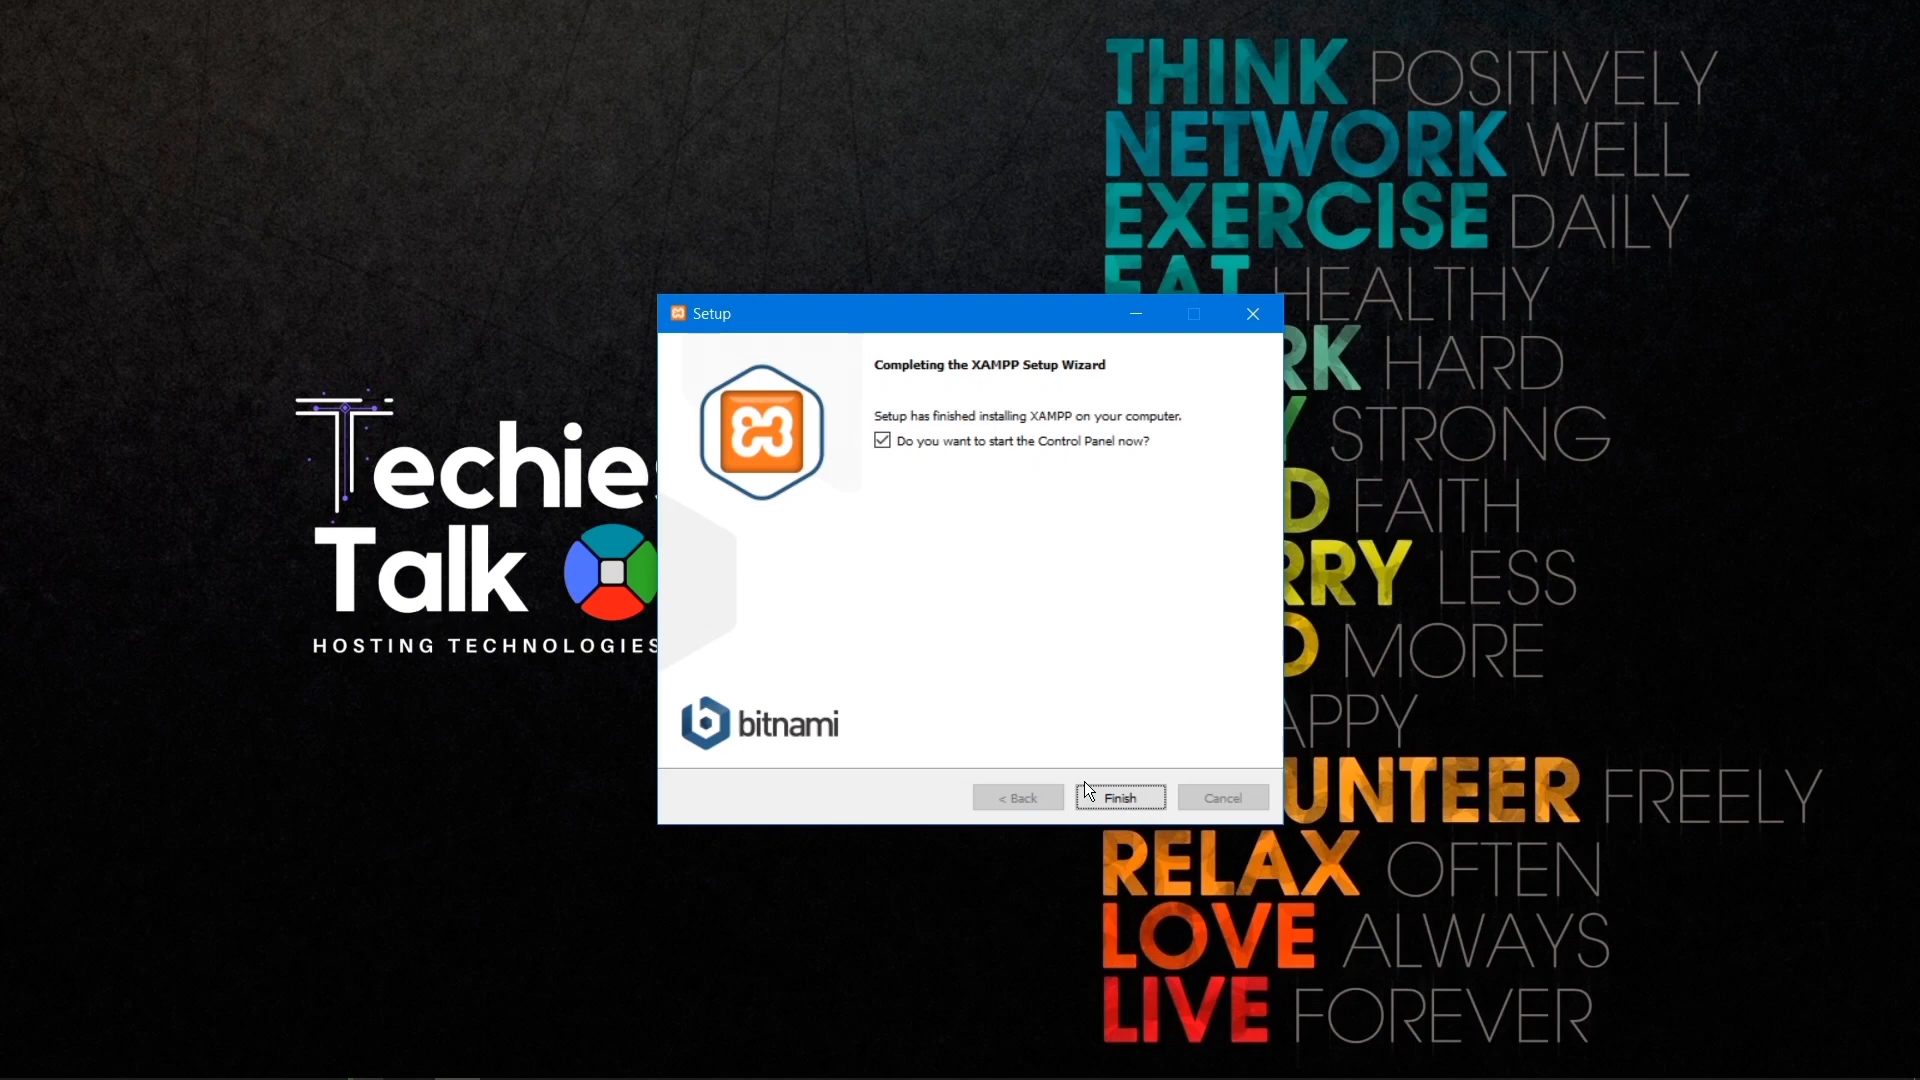 THINK POSITIVELY
NETWORK WELL
EXERCISE DAILY
EAT HEALTHY
RK HARD
Y STRONG
D FAITH
RRY LESS
O MORE
APPY
UNTEER FREELY
RELAX OFTEN
LOVE ALWAYS
LIVE FOREVER
Techies
Talk
HOSTING TECHNOLOGIES
Setup
Completing the XAMPP Setup Wizard
Setup has finished installing XAMPP on your computer.
Do you want to start the Control Panel now?
bitnami
< Back Finish Cancel